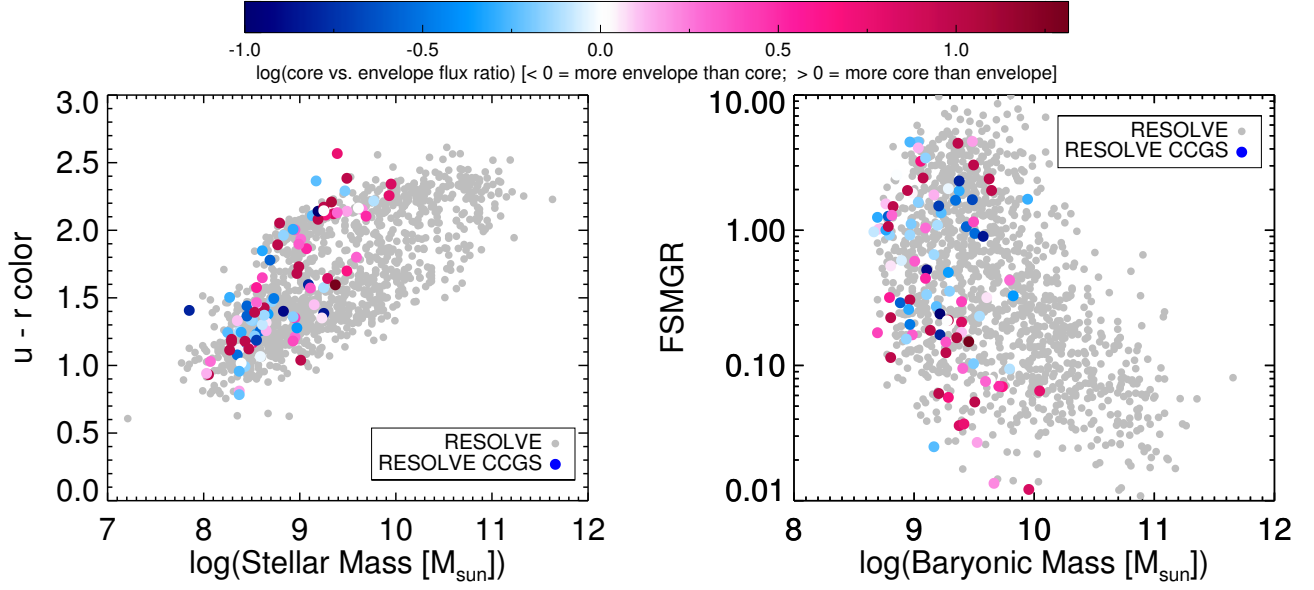 -1.0 -0.5 0.0 0.5 1.0
log(core vs. envelope flux ratio) [< 0 = more envelope than core; > 0 = more core than envelope]
3.0
2.5
2.0
1.5
1.0
0.5
0.0
u - r color
RESOLVE
RESOLVE CCGS
7 8 9 10 11 12
log(Stellar Mass [M_sun])
10.00
1.00
0.10
0.01
FSMGR
RESOLVE
RESOLVE CCGS
8 9 10 11 12
log(Baryonic Mass [M_sun])